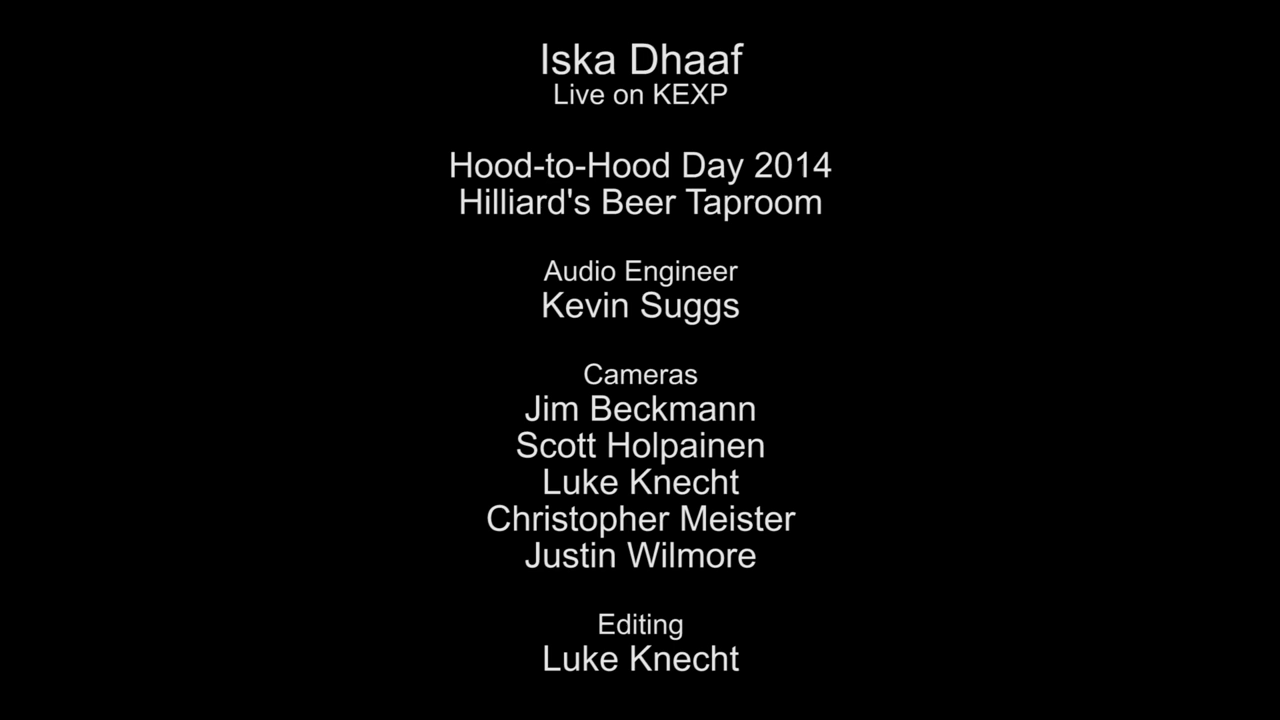 Iska Dhaaf
Live on KEXP
Hood-to-Hood Day 2014
Hilliard's Beer Taproom
Audio Engineer
Kevin Suggs
Cameras
Jim Beckmann
Scott Holpainen
Luke Knecht
Christopher Meister
Justin Wilmore
Editing
Luke Knecht